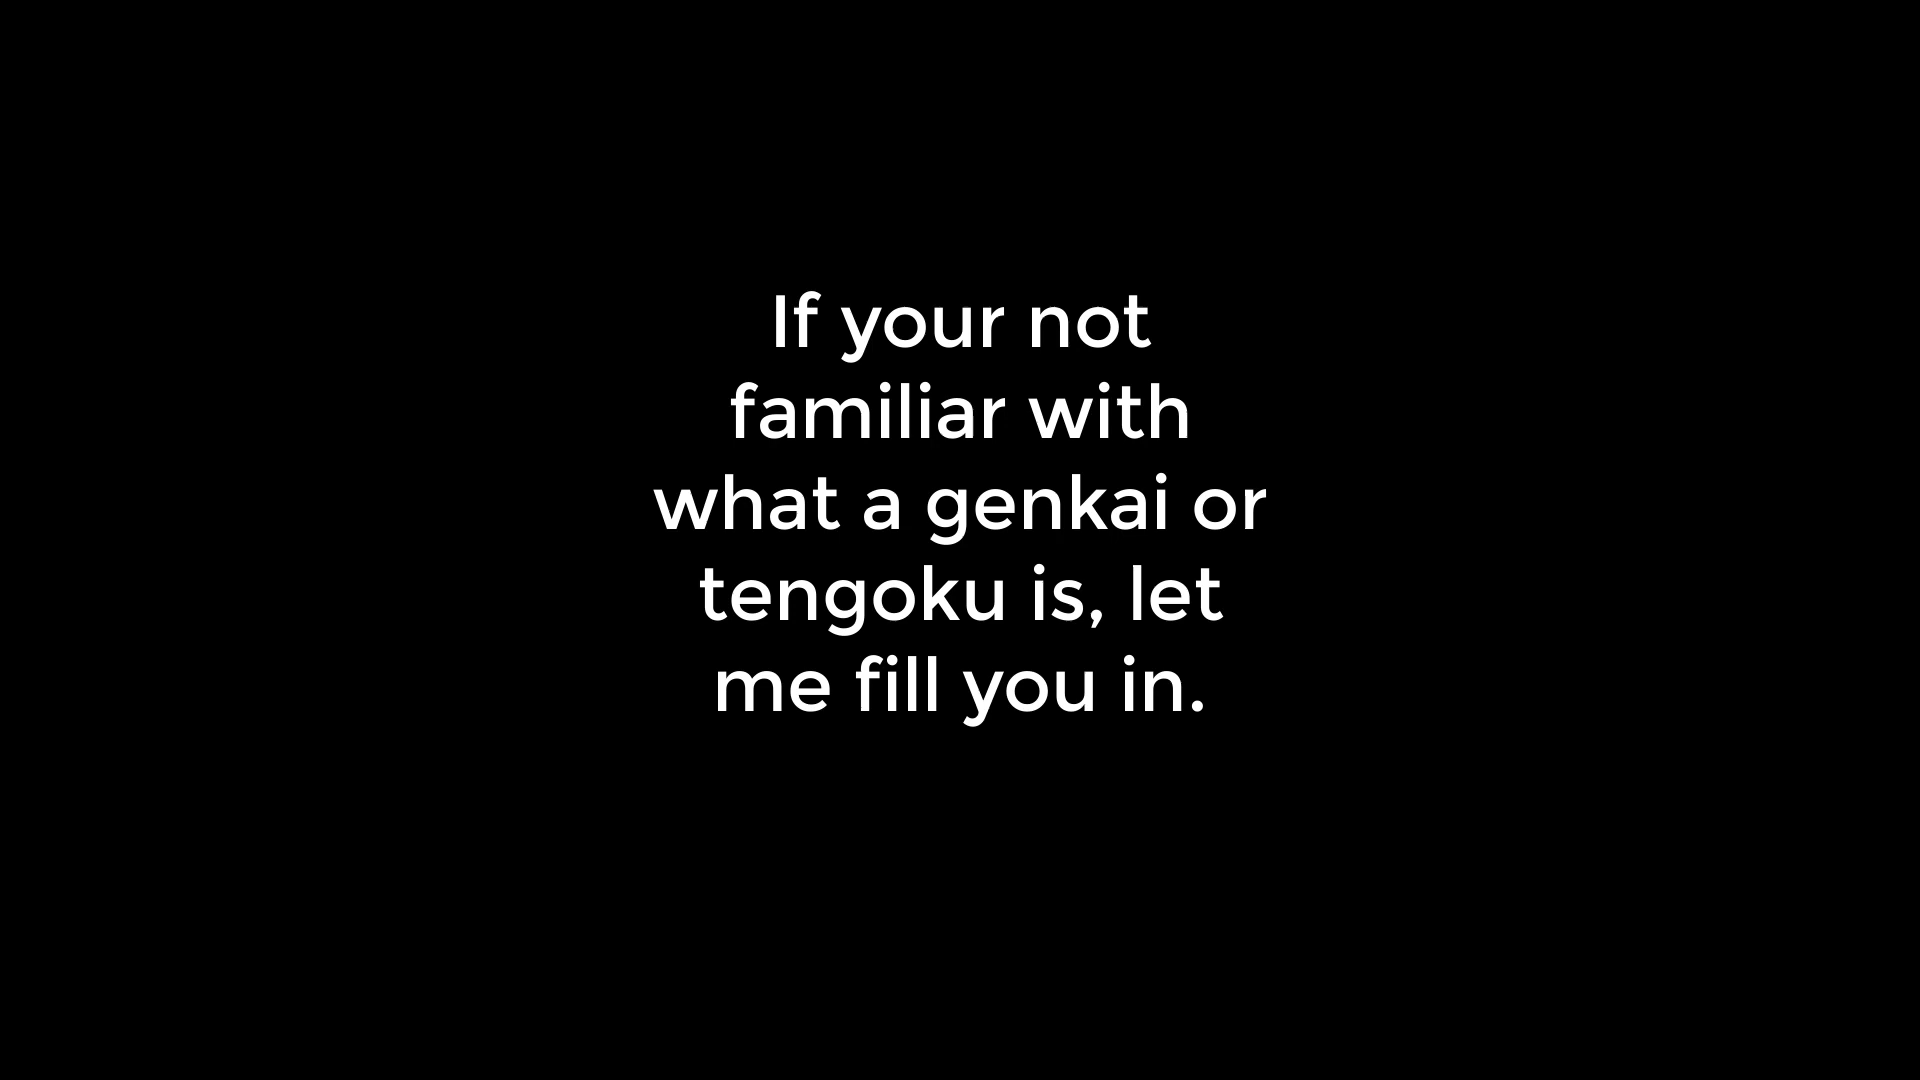 If your not
familiar with
what a genkai or
tengoku is, let
me fill you in.